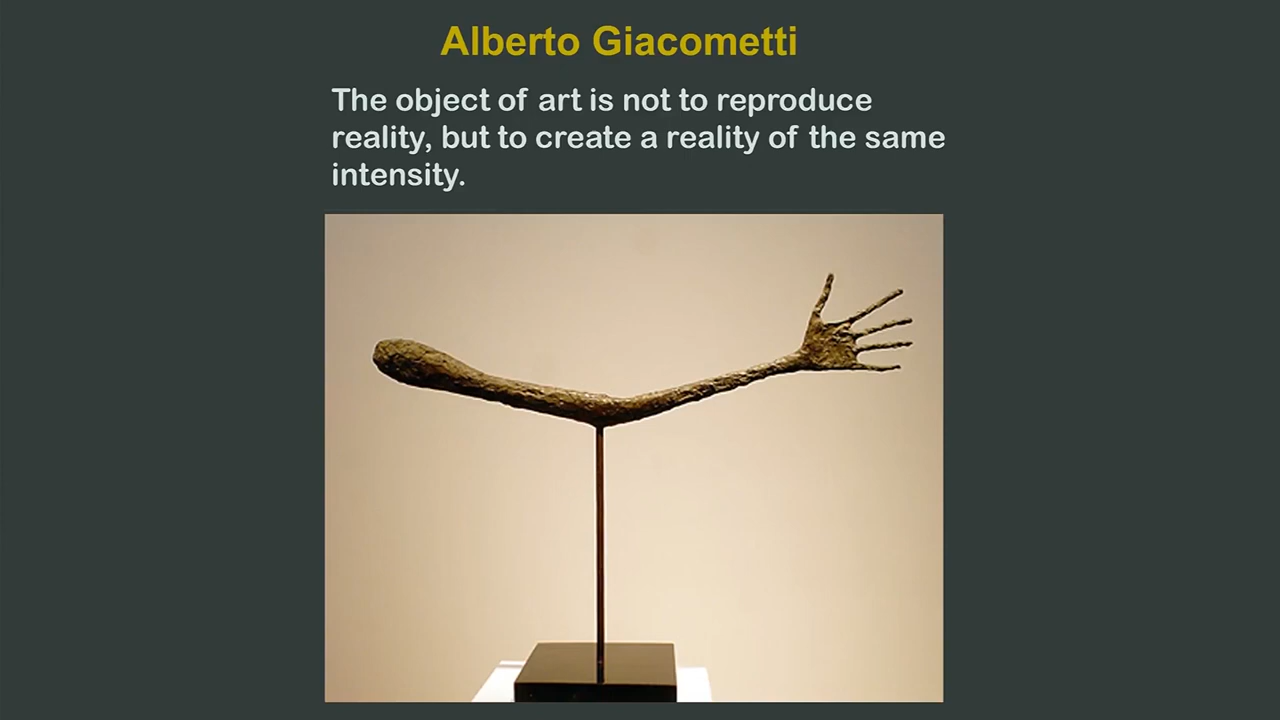 Alberto Giacometti
The object of art is not to reproduce
reality, but to create a reality of the same
intensity.